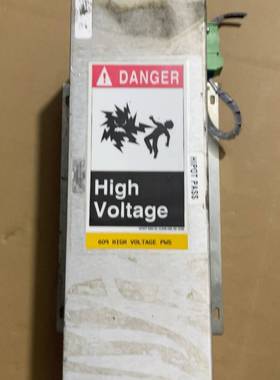 DANGER
High
Voltage
609 HIGH VOLTAGE PWS
HIPOT PASS